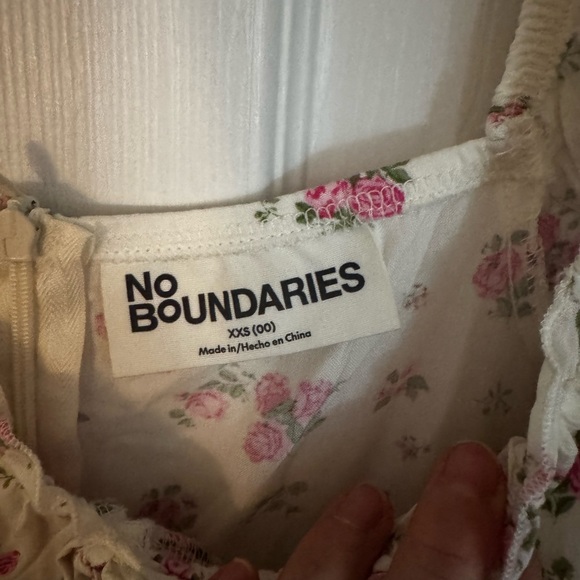 No
BoUNDARIES
XXS (00)
Made in/Hecho en China